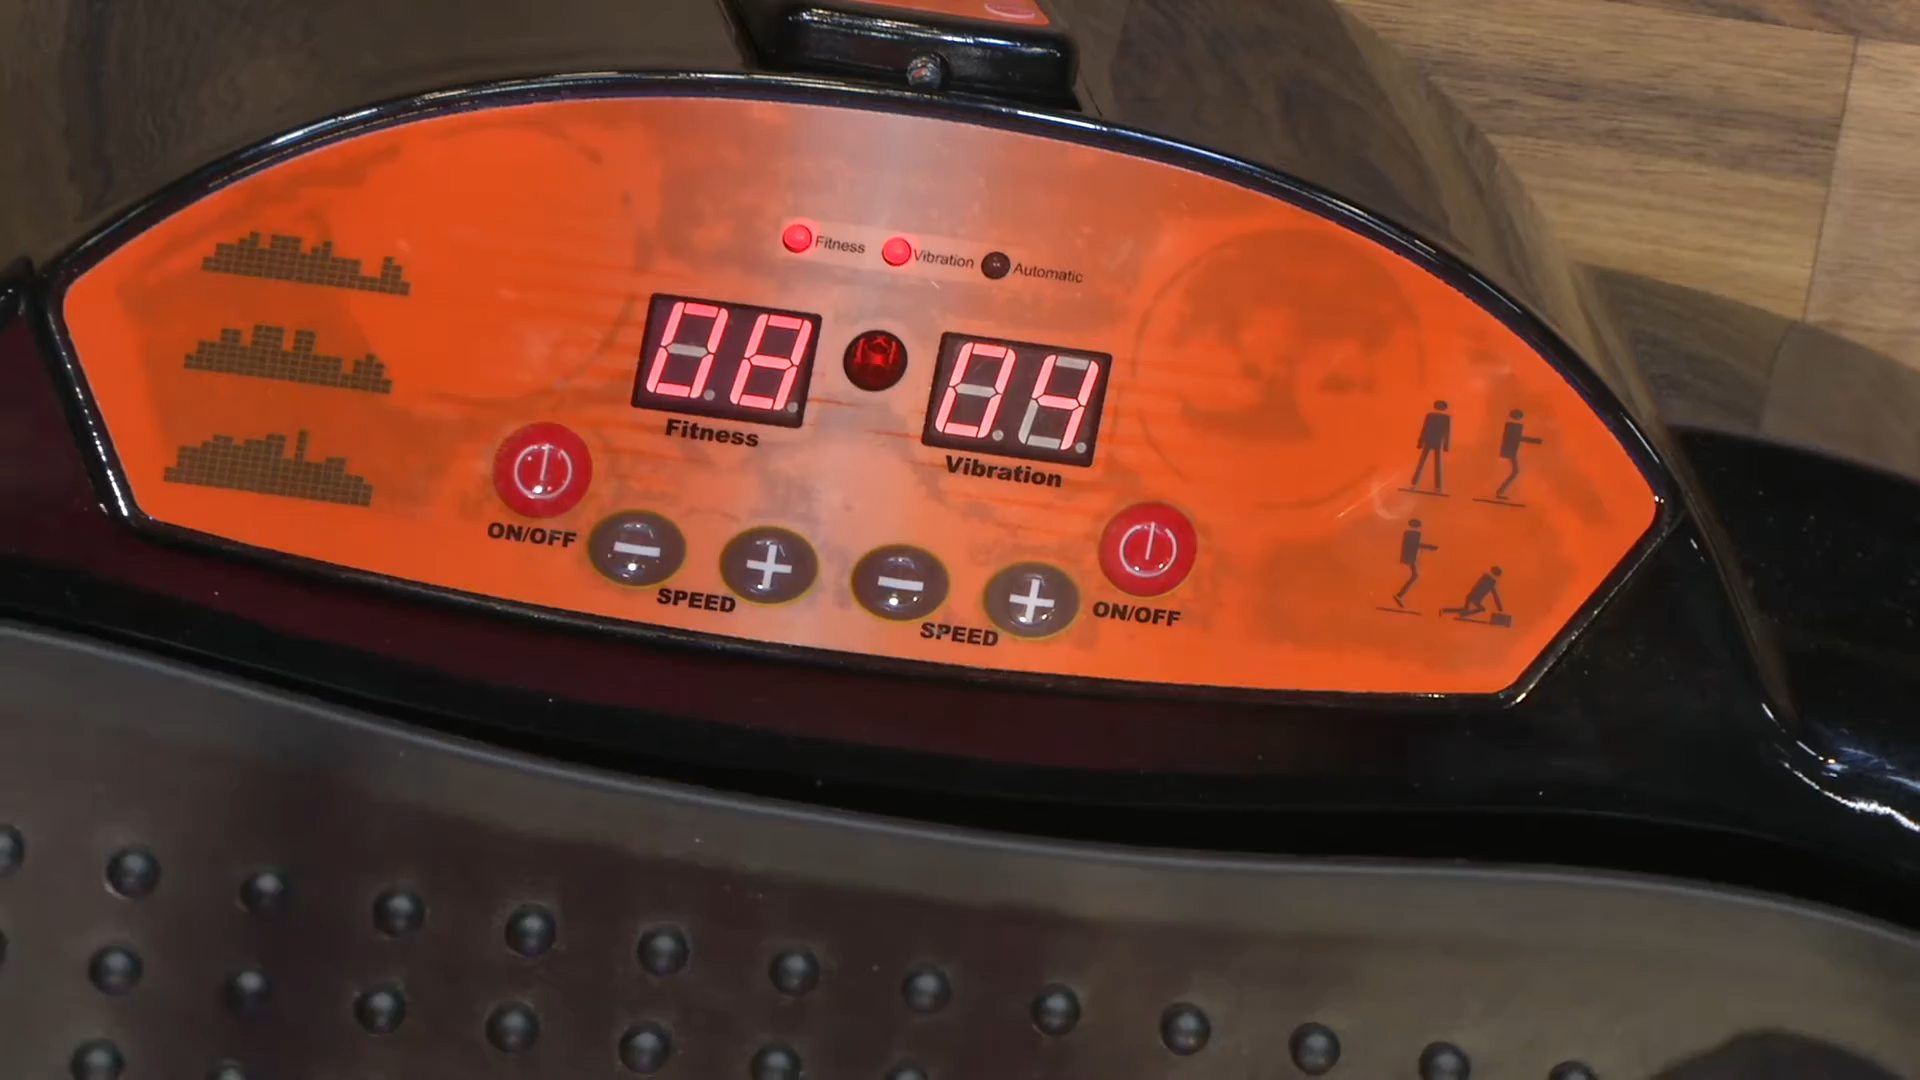 Fitness Vibration Automatic
08 04
Fitness
Vibration
ON/OFF
SPEED
SPEED
ON/OFF